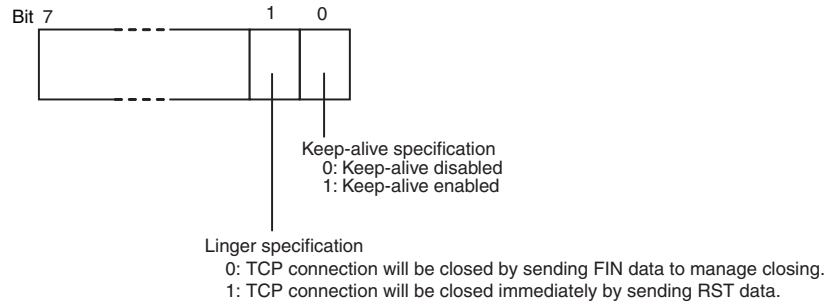 Bit 7 1 0
Keep-alive specification
0: Keep-alive disabled
1: Keep-alive enabled
Linger specification
0: TCP connection will be closed by sending FIN data to manage closing.
1: TCP connection will be closed immediately by sending RST data.